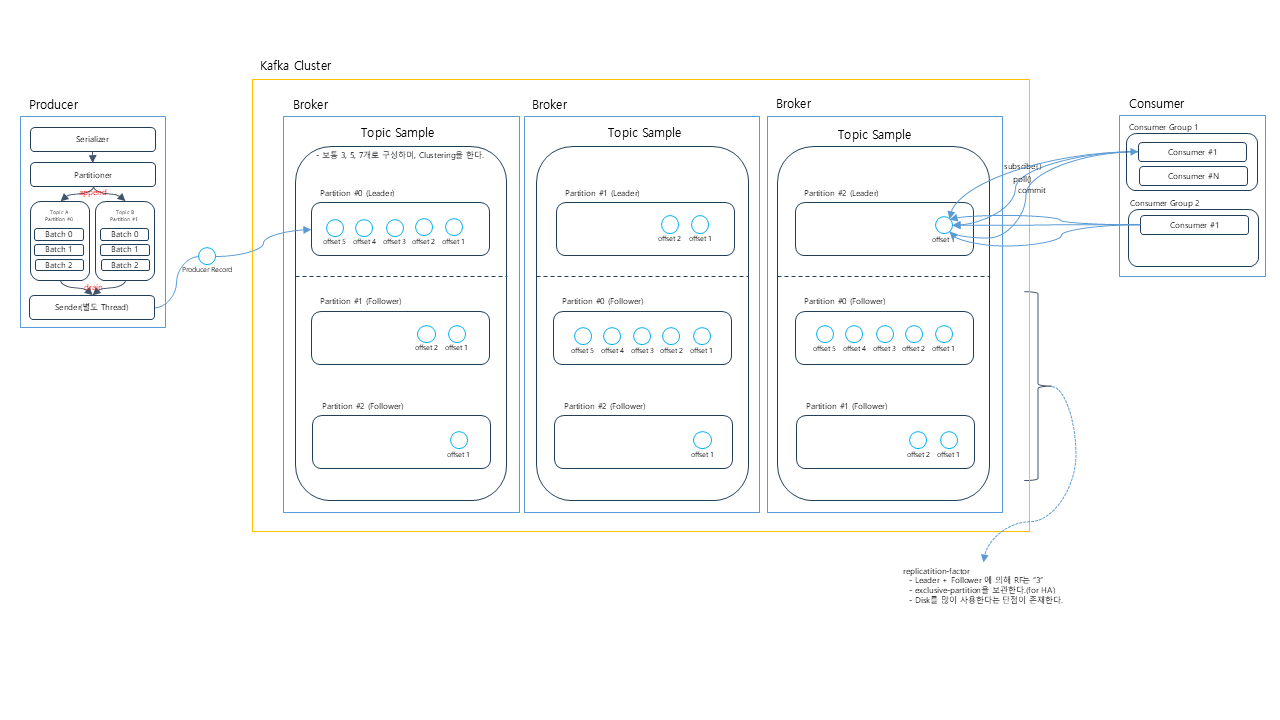 Kafka Cluster
Producer
Serializer
Partitioner
append
Topic A
Partition #0
Batch 0
Batch 1
Batch 2
Topic B
Partition #1
Batch 0
Batch 1
Batch 2
drain
Sender(별도 Thread)
Producer Record
Broker
Topic Sample
- 보통 3, 5, 7개로 구성하며, Clustering을 한다.
Partition #0 (Leader)
offset 5 offset 4 offset 3 offset 2 offset 1
Partition #1 (Follower)
offset 2 offset 1
Partition #2 (Follower)
offset 1
Broker
Topic Sample
Partition #1 (Leader)
offset 2 offset 1
Partition #0 (Follower)
offset 5 offset 4 offset 3 offset 2 offset 1
Partition #2 (Follower)
offset 1
Broker
Topic Sample
Partition #2 (Leader)
offset 1
Partition #0 (Follower)
offset 5 offset 4 offset 3 offset 2 offset 1
Partition #1 (Follower)
offset 2 offset 1
subscibe()
poll()
commit
Consumer
Consumer Group 1
Consumer #1
Consumer #N
Consumer Group 2
Consumer #1
replicatition-factor
- Leader + Follower 에 의해 RF는 "3"
- exclusive-partition을 보관한다.(for HA)
- Disk를 많이 사용한다는 단점이 존재한다.